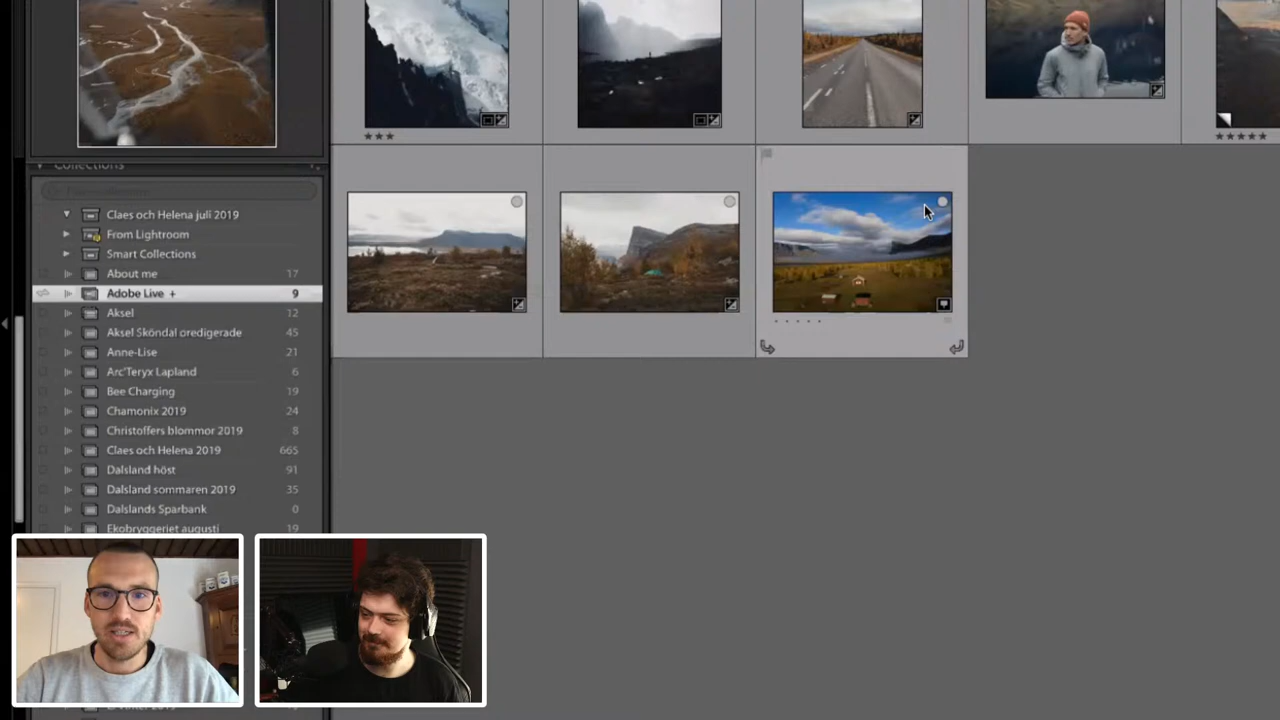 Collections
Claes och Helena juli 2019
From Lightroom
Smart Collections
About me 17
Adobe Live + 9
Aksel 12
Aksel Sköndal oredigerade 45
Anne-Lise 21
Arc'Teryx Lapland 6
Bee Charging 19
Chamonix 2019 24
Christoffers blommor 2019 8
Claes och Helena 2019 665
Dalsland höst 91
Dalsland sommaren 2019 35
Dalslands Sparbank 0
Ekobryggeriet augusti 19